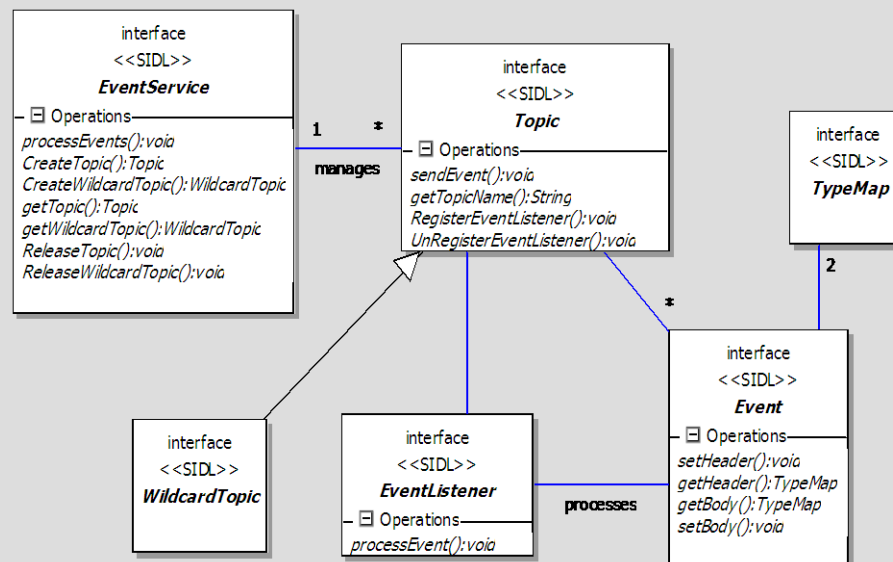 interface
<<SIDL>>
EventService
Operations
processEvents():void
CreateTopic():Topic
CreateWildcardTopic():WildcardTopic
getTopic():Topic
getWildcardTopic():WildcardTopic
ReleaseTopic():void
ReleaseWildcardTopic():void
1
*
manages
interface
<<SIDL>>
Topic
Operations
sendEvent():void
getTopicName():String
RegisterEventListener():void
UnRegisterEventListener():void
interface
<<SIDL>>
TypeMap
2
*
interface
<<SIDL>>
WildcardTopic
interface
<<SIDL>>
EventListener
Operations
processEvent():void
processes
interface
<<SIDL>>
Event
Operations
setHeader():void
getHeader():TypeMap
getBody():TypeMap
setBody():void